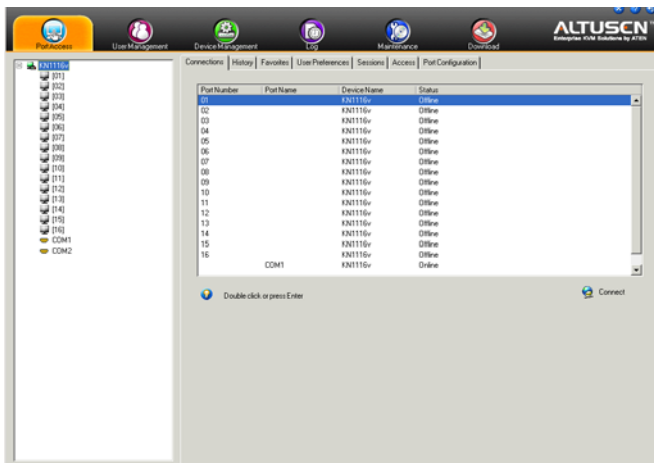 Port Access User Management Device Management Log Maintenance Download
ALTUSCN
Enterprise KVM Solutions by ATEN
KN1116v
[01]
[02]
[03]
[04]
[05]
[06]
[07]
[08]
[09]
[10]
[11]
[12]
[13]
[14]
[15]
[16]
COM1
COM2
Connections History Favorites User Preferences Sessions Access Port Configuration
Port Number Port Name Device Name Status
01 KN1116v Offline
02 KN1116v Offline
03 KN1116v Offline
04 KN1116v Offline
05 KN1116v Offline
06 KN1116v Offline
07 KN1116v Offline
08 KN1116v Offline
09 KN1116v Offline
10 KN1116v Offline
11 KN1116v Offline
12 KN1116v Offline
13 KN1116v Offline
14 KN1116v Offline
15 KN1116v Offline
16 KN1116v Offline
COM1 KN1116v Online
Double click or press Enter
Connect